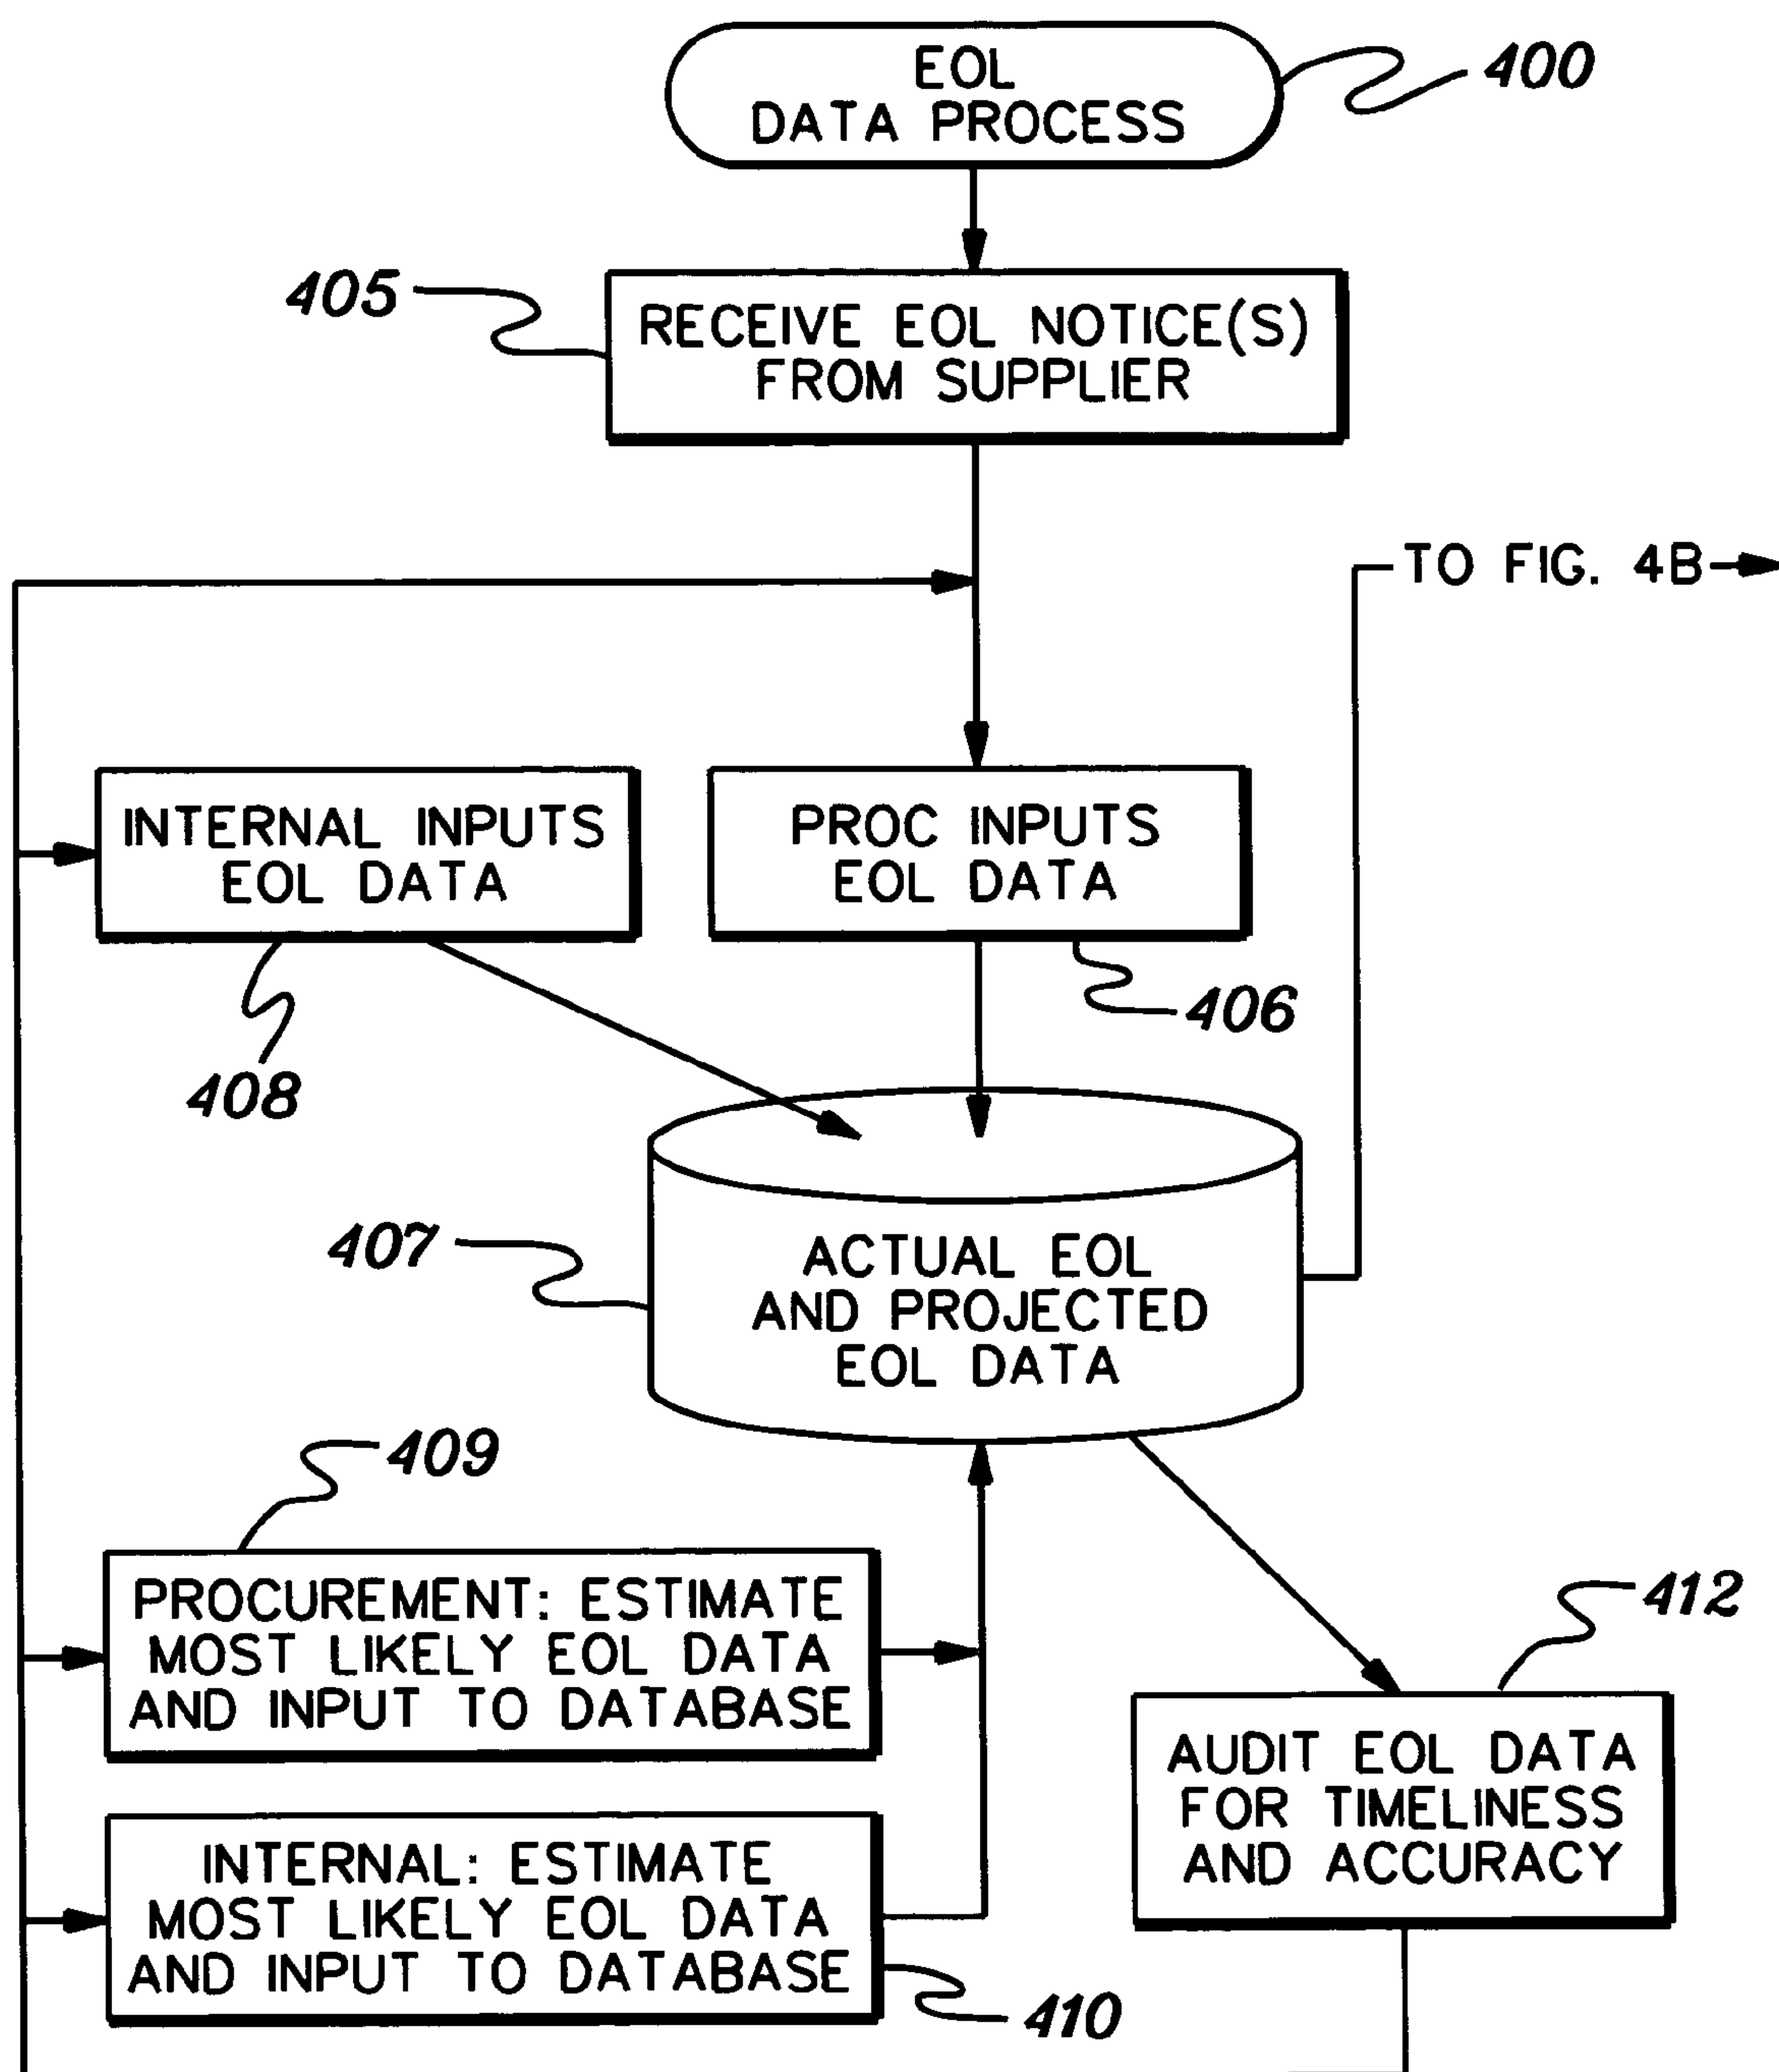 EOL
DATA PROCESS
400
405
RECEIVE EOL NOTICE(S)
FROM SUPPLIER
TO FIG. 4B
INTERNAL INPUTS
EOL DATA
PROC INPUTS
EOL DATA
406
408
407
ACTUAL EOL
AND PROJECTED
EOL DATA
409
PROCUREMENT: ESTIMATE
MOST LIKELY EOL DATA
AND INPUT TO DATABASE
412
AUDIT EOL DATA
FOR TIMELINESS
AND ACCURACY
INTERNAL: ESTIMATE
MOST LIKELY EOL DATA
AND INPUT TO DATABASE
410